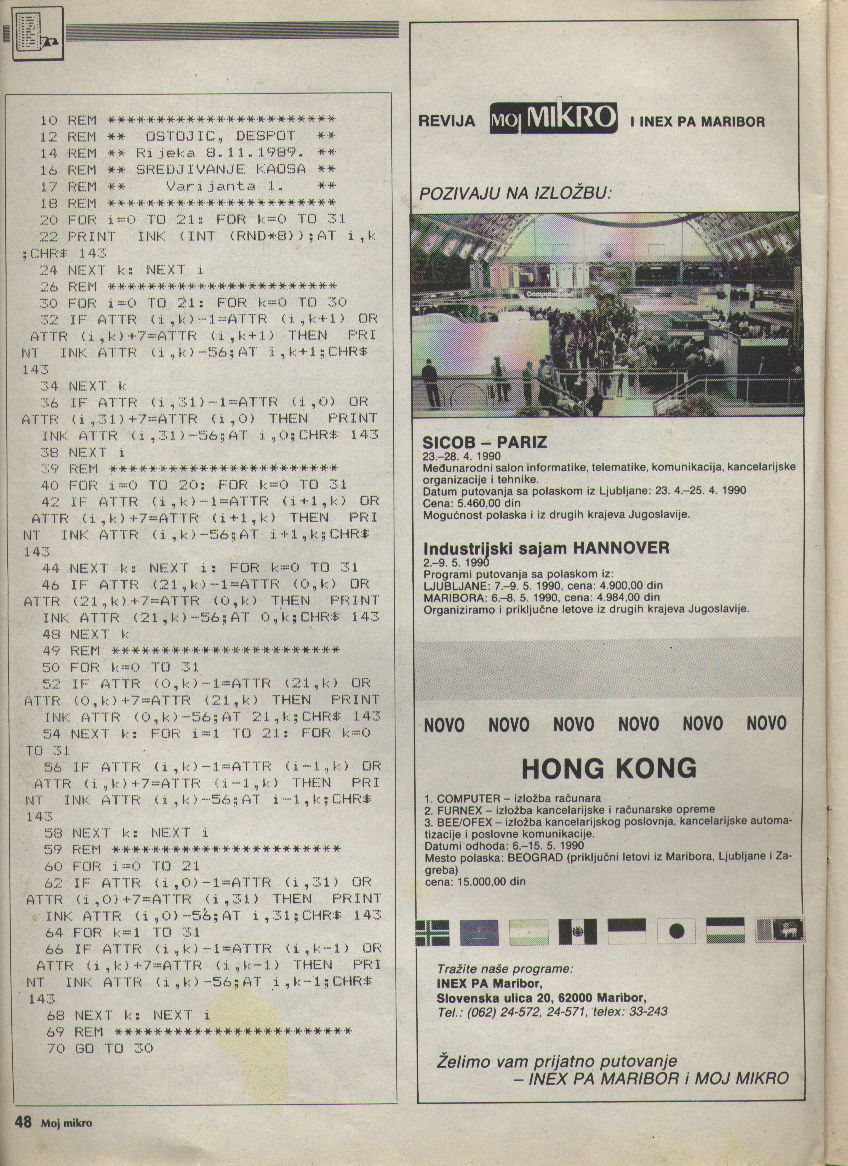 10 REM ***********************
12 REM **  OSTOJIC, DESPOT  **
14 REM ** Rijeka 8.11.1989. **
16 REM ** SREDJIVANJE KAOSA **
17 REM **    Varijanta 1.   **
18 REM ***********************
20 FOR i=0 TO 21: FOR k=0 TO 31
22 PRINT  INK (INT (RND*8));AT i,k
;CHR$ 143
24 NEXT k: NEXT i
26 REM ***********************
30 FOR i=0 TO 21: FOR k=0 TO 30
32 IF ATTR (i,k)-1=ATTR (i,k+1) OR
ATTR (i,k)+7=ATTR (i,k+1) THEN  PRI
NT  INK ATTR (i,k)-56;AT i,k+1;CHR$
143
34 NEXT k
36 IF ATTR (i,31)-1=ATTR (i,0) OR
ATTR (i,31)+7=ATTR (i,0) THEN  PRINT
INK ATTR (i,31)-56;AT i,0;CHR$ 143
38 NEXT i
39 REM ***********************
40 FOR i=0 TO 20: FOR k=0 TO 31
42 IF ATTR (i,k)-1=ATTR (i+1,k) OR
ATTR (i,k)+7=ATTR (i+1,k) THEN  PRI
NT  INK ATTR (i,k)-56;AT i+1,k;CHR$
143
44 NEXT k: NEXT i: FOR k=0 TO 31
46 IF ATTR (21,k)-1=ATTR (0,k) OR
ATTR (21,k)+7=ATTR (0,k) THEN  PRINT
INK ATTR (21,k)-56;AT 0,k;CHR$ 143
48 NEXT k
49 REM ***********************
50 FOR k=0 TO 31
52 IF ATTR (0,k)-1=ATTR (21,k) OR
ATTR (0,k)+7=ATTR (21,k) THEN  PRINT
INK ATTR (0,k)-56;AT 21,k;CHR$ 143
54 NEXT k: FOR i=1 TO 21: FOR k=0
TO 31
56 IF ATTR (i,k)-1=ATTR (i-1,k) OR
ATTR (i,k)+7=ATTR (i-1,k) THEN  PRI
NT  INK ATTR (i,k)-56;AT i-1,k;CHR$
143
58 NEXT k: NEXT i
59 REM ***********************
60 FOR i=0 TO 21
62 IF ATTR (i,0)-1=ATTR (i,31) OR
ATTR (i,0)+7=ATTR (i,31) THEN  PRINT
INK ATTR (i,0)-56;AT i,31;CHR$ 143
64 FOR k=1 TO 31
66 IF ATTR (i,k)-1=ATTR (i,k-1) OR
ATTR (i,k)+7=ATTR (i,k-1) THEN  PRI
NT  INK ATTR (i,k)-56;AT i,k-1;CHR$
143
68 NEXT k: NEXT i
69 REM ************************
70 GO TO 30
48 Moj mikro
REVIJA MOJ MIKRO I INEX PA MARIBOR
POZIVAJU NA IZLOŽBU:
SICOB – PARIZ
23.–28. 4. 1990
Međunarodni salon informatike, telematike, komunikacija, kancelarijske
organizacije i tehnike.
Datum putovanja sa polaskom iz Ljubljane: 23. 4.–25. 4. 1990
Cena: 5.460,00 din
Mogućnost polaska i iz drugih krajeva Jugoslavije.
Industrijski sajam HANNOVER
2.–9. 5. 1990
Programi putovanja sa polaskom iz:
LJUBLJANE: 7.–9. 5. 1990, cena: 4.900,00 din
MARIBORA: 6.–8. 5. 1990, cena: 4.984,00 din
Organiziramo i priključne letove iz drugih krajeva Jugoslavije.
NOVO NOVO NOVO NOVO NOVO NOVO
HONG KONG
1. COMPUTER – izložba računara
2. FURNEX – izložba kancelarijske i računarske opreme
3. BEE/OFEX – izložba kancelarijskog poslovnja, kancelarijske automa-
tizacije i poslovne komunikacije.
Datumi odhoda: 6.–15. 5. 1990
Mesto polaska: BEOGRAD (priključni letovi iz Maribora, Ljubljane i Za-
greba)
cena: 15.000,00 din
Tražite naše programe:
INEX PA Maribor,
Slovenska ulica 20, 62000 Maribor,
Tel.: (062) 24-572, 24-571, telex: 33-243
Želimo vam prijatno putovanje
– INEX PA MARIBOR i MOJ MIKRO